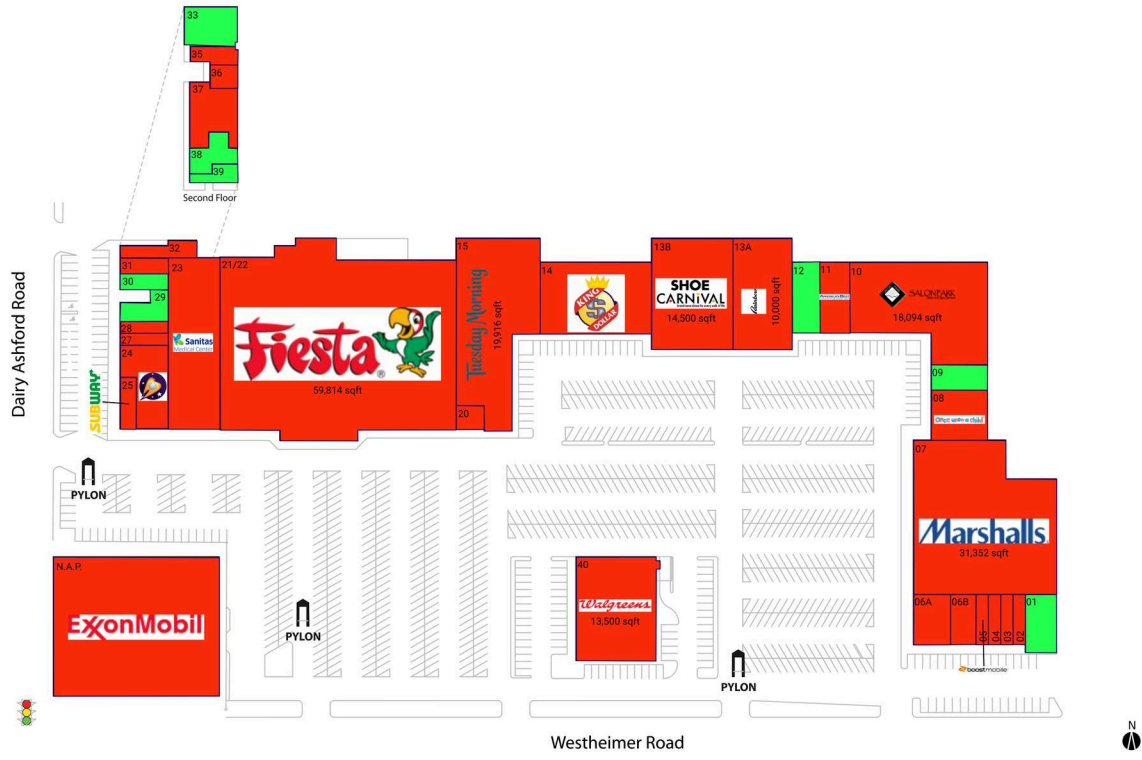 33
35
36
37
38
39
Second Floor
Dairy Ashford Road
32
31
30
29
28
27
24
25
SUBWAY
23
Sanitas
Medical Center
21/22
Fiesta
®
59,814 sqft
15
Tuesday Morning
19,916 sqft
20
14
KING
$
DOLLAR
13B
SHOE
CARNIVAL
14,500 sqft
13A
10,000 sqft
12
11
10
SALONPARK
18,094 sqft
09
08
Once upon a child
07
Marshalls
31,352 sqft
06A
06B
05
04
03
02
01
boostmobile
PYLON
N.A.P.
ExxonMobil
PYLON
40
Walgreens
13,500 sqft
PYLON
Westheimer Road
N